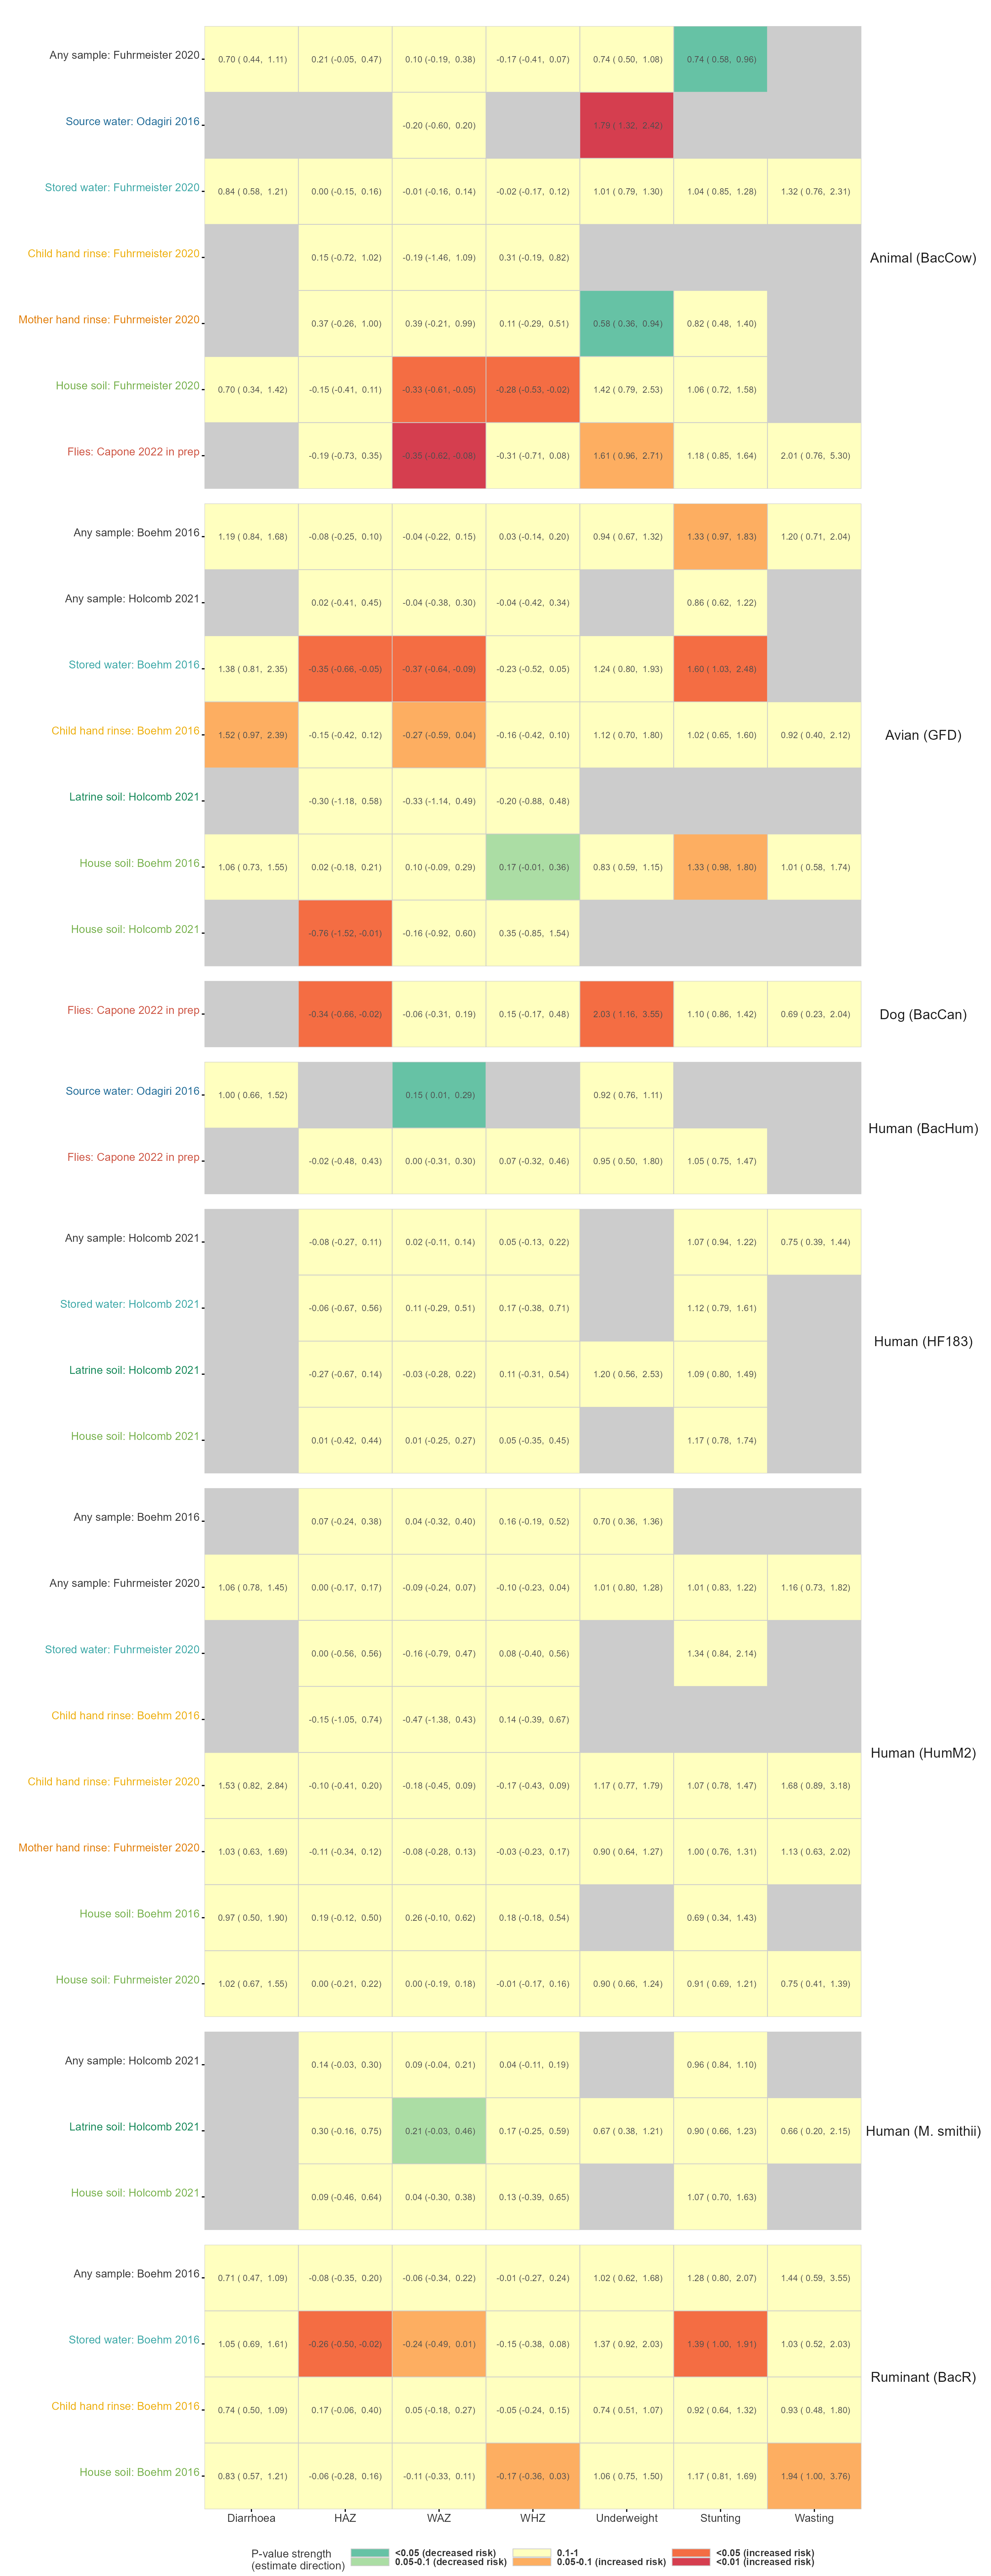 Any sample: Fuhrmeister 2020 0.70 ( 0.44, 1.11) 0.21 (-0.05, 0.47) 0.10 (-0.19, 0.38) -0.17 (-0.41, 0.07) 0.74 ( 0.50, 1.08) 0.74 ( 0.58, 0.96)
Source water: Odagiri 2016 -0.20 (-0.60, 0.20) 1.79 ( 1.32, 2.42)
Stored water: Fuhrmeister 2020 0.84 ( 0.58, 1.21) 0.00 (-0.15, 0.16) -0.01 (-0.16, 0.14) -0.02 (-0.17, 0.12) 1.01 ( 0.79, 1.30) 1.04 ( 0.85, 1.28) 1.32 ( 0.76, 2.31)
Child hand rinse: Fuhrmeister 2020 0.15 (-0.72, 1.02) -0.19 (-1.46, 1.09) 0.31 (-0.19, 0.82)
Animal (BacCow)
Mother hand rinse: Fuhrmeister 2020 0.37 (-0.26, 1.00) 0.39 (-0.21, 0.99) 0.11 (-0.29, 0.51) 0.58 ( 0.36, 0.94) 0.82 ( 0.48, 1.40)
House soil: Fuhrmeister 2020 0.70 ( 0.34, 1.42) -0.15 (-0.41, 0.11) -0.33 (-0.61, -0.05) -0.28 (-0.53, -0.02) 1.42 ( 0.79, 2.53) 1.06 ( 0.72, 1.58)
Flies: Capone 2022 in prep -0.19 (-0.73, 0.35) -0.35 (-0.62, -0.08) -0.31 (-0.71, 0.08) 1.61 ( 0.96, 2.71) 1.18 ( 0.85, 1.64) 2.01 ( 0.76, 5.30)
Any sample: Boehm 2016 1.19 ( 0.84, 1.68) -0.08 (-0.25, 0.10) -0.04 (-0.22, 0.15) 0.03 (-0.14, 0.20) 0.94 ( 0.67, 1.32) 1.33 ( 0.97, 1.83) 1.20 ( 0.71, 2.04)
Any sample: Holcomb 2021 0.02 (-0.41, 0.45) -0.04 (-0.38, 0.30) -0.04 (-0.42, 0.34) 0.86 ( 0.62, 1.22)
Stored water: Boehm 2016 1.38 ( 0.81, 2.35) -0.35 (-0.66, -0.05) -0.37 (-0.64, -0.09) -0.23 (-0.52, 0.05) 1.24 ( 0.80, 1.93) 1.60 ( 1.03, 2.48)
Child hand rinse: Boehm 2016 1.52 ( 0.97, 2.39) -0.15 (-0.42, 0.12) -0.27 (-0.59, 0.04) -0.16 (-0.42, 0.10) 1.12 ( 0.70, 1.80) 1.02 ( 0.65, 1.60) 0.92 ( 0.40, 2.12)
Avian (GFD)
Latrine soil: Holcomb 2021 -0.30 (-1.18, 0.58) -0.33 (-1.14, 0.49) -0.20 (-0.88, 0.48)
House soil: Boehm 2016 1.06 ( 0.73, 1.55) 0.02 (-0.18, 0.21) 0.10 (-0.09, 0.29) 0.17 (-0.01, 0.36) 0.83 ( 0.59, 1.15) 1.33 ( 0.98, 1.80) 1.01 ( 0.58, 1.74)
House soil: Holcomb 2021 -0.76 (-1.52, -0.01) -0.16 (-0.92, 0.60) 0.35 (-0.85, 1.54)
Flies: Capone 2022 in prep -0.34 (-0.66, -0.02) -0.06 (-0.31, 0.19) 0.15 (-0.17, 0.48) 2.03 ( 1.16, 3.55) 1.10 ( 0.86, 1.42) 0.69 ( 0.23, 2.04)
Dog (BacCan)
Source water: Odagiri 2016 1.00 ( 0.66, 1.52) 0.15 ( 0.01, 0.29) 0.92 ( 0.76, 1.11)
Human (BacHum)
Flies: Capone 2022 in prep -0.02 (-0.48, 0.43) 0.00 (-0.31, 0.30) 0.07 (-0.32, 0.46) 0.95 ( 0.50, 1.80) 1.05 ( 0.75, 1.47)
Any sample: Holcomb 2021 -0.08 (-0.27, 0.11) 0.02 (-0.11, 0.14) 0.05 (-0.13, 0.22) 1.07 ( 0.94, 1.22) 0.75 ( 0.39, 1.44)
Stored water: Holcomb 2021 -0.06 (-0.67, 0.56) 0.11 (-0.29, 0.51) 0.17 (-0.38, 0.71) 1.12 ( 0.79, 1.61)
Human (HF183)
Latrine soil: Holcomb 2021 -0.27 (-0.67, 0.14) -0.03 (-0.28, 0.22) 0.11 (-0.31, 0.54) 1.20 ( 0.56, 2.53) 1.09 ( 0.80, 1.49)
House soil: Holcomb 2021 0.01 (-0.42, 0.44) 0.01 (-0.25, 0.27) 0.05 (-0.35, 0.45) 1.17 ( 0.78, 1.74)
Any sample: Boehm 2016 0.07 (-0.24, 0.38) 0.04 (-0.32, 0.40) 0.16 (-0.19, 0.52) 0.70 ( 0.36, 1.36)
Any sample: Fuhrmeister 2020 1.06 ( 0.78, 1.45) 0.00 (-0.17, 0.17) -0.09 (-0.24, 0.07) -0.10 (-0.23, 0.04) 1.01 ( 0.80, 1.28) 1.01 ( 0.83, 1.22) 1.16 ( 0.73, 1.82)
Stored water: Fuhrmeister 2020 0.00 (-0.56, 0.56) -0.16 (-0.79, 0.47) 0.08 (-0.40, 0.56) 1.34 ( 0.84, 2.14)
Child hand rinse: Boehm 2016 -0.15 (-1.05, 0.74) -0.47 (-1.38, 0.43) 0.14 (-0.39, 0.67)
Human (HumM2)
Child hand rinse: Fuhrmeister 2020 1.53 ( 0.82, 2.84) -0.10 (-0.41, 0.20) -0.18 (-0.45, 0.09) -0.17 (-0.43, 0.09) 1.17 ( 0.77, 1.79) 1.07 ( 0.78, 1.47) 1.68 ( 0.89, 3.18)
Mother hand rinse: Fuhrmeister 2020 1.03 ( 0.63, 1.69) -0.11 (-0.34, 0.12) -0.08 (-0.28, 0.13) -0.03 (-0.23, 0.17) 0.90 ( 0.64, 1.27) 1.00 ( 0.76, 1.31) 1.13 ( 0.63, 2.02)
House soil: Boehm 2016 0.97 ( 0.50, 1.90) 0.19 (-0.12, 0.50) 0.26 (-0.10, 0.62) 0.18 (-0.18, 0.54) 0.69 ( 0.34, 1.43)
House soil: Fuhrmeister 2020 1.02 ( 0.67, 1.55) 0.00 (-0.21, 0.22) 0.00 (-0.19, 0.18) -0.01 (-0.17, 0.16) 0.90 ( 0.66, 1.24) 0.91 ( 0.69, 1.21) 0.75 ( 0.41, 1.39)
Any sample: Holcomb 2021 0.14 (-0.03, 0.30) 0.09 (-0.04, 0.21) 0.04 (-0.11, 0.19) 0.96 ( 0.84, 1.10)
Latrine soil: Holcomb 2021 0.30 (-0.16, 0.75) 0.21 (-0.03, 0.46) 0.17 (-0.25, 0.59) 0.67 ( 0.38, 1.21) 0.90 ( 0.66, 1.23) 0.66 ( 0.20, 2.15)
Human (M. smithii)
House soil: Holcomb 2021 0.09 (-0.46, 0.64) 0.04 (-0.30, 0.38) 0.13 (-0.39, 0.65) 1.07 ( 0.70, 1.63)
Any sample: Boehm 2016 0.71 ( 0.47, 1.09) -0.08 (-0.35, 0.20) -0.06 (-0.34, 0.22) -0.01 (-0.27, 0.24) 1.02 ( 0.62, 1.68) 1.28 ( 0.80, 2.07) 1.44 ( 0.59, 3.55)
Stored water: Boehm 2016 1.05 ( 0.69, 1.61) -0.26 (-0.50, -0.02) -0.24 (-0.49, 0.01) -0.15 (-0.38, 0.08) 1.37 ( 0.92, 2.03) 1.39 ( 1.00, 1.91) 1.03 ( 0.52, 2.03)
Ruminant (BacR)
Child hand rinse: Boehm 2016 0.74 ( 0.50, 1.09) 0.17 (-0.06, 0.40) 0.05 (-0.18, 0.27) -0.05 (-0.24, 0.15) 0.74 ( 0.51, 1.07) 0.92 ( 0.64, 1.32) 0.93 ( 0.48, 1.80)
House soil: Boehm 2016 0.83 ( 0.57, 1.21) -0.06 (-0.28, 0.16) -0.11 (-0.33, 0.11) -0.17 (-0.36, 0.03) 1.06 ( 0.75, 1.50) 1.17 ( 0.81, 1.69) 1.94 ( 1.00, 3.76)
Diarrhoea HAZ WAZ WHZ Underweight Stunting Wasting
P-value strength <0.05 (decreased risk) 0.1-1 <0.05 (increased risk)
(estimate direction) 0.05-0.1 (decreased risk) 0.05-0.1 (increased risk) <0.01 (increased risk)